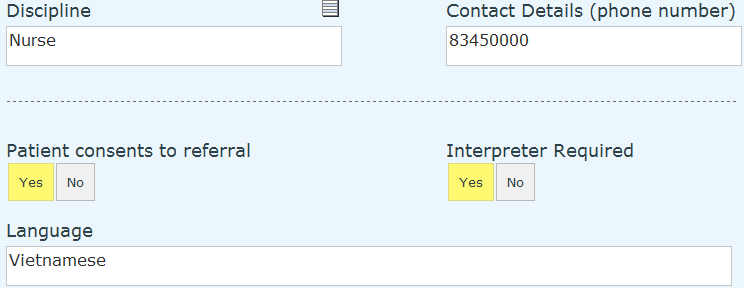 Discipline
Contact Details (phone number)
Nurse
83450000
Patient consents to referral
Interpreter Required
Yes No
Yes No
Language
Vietnamese